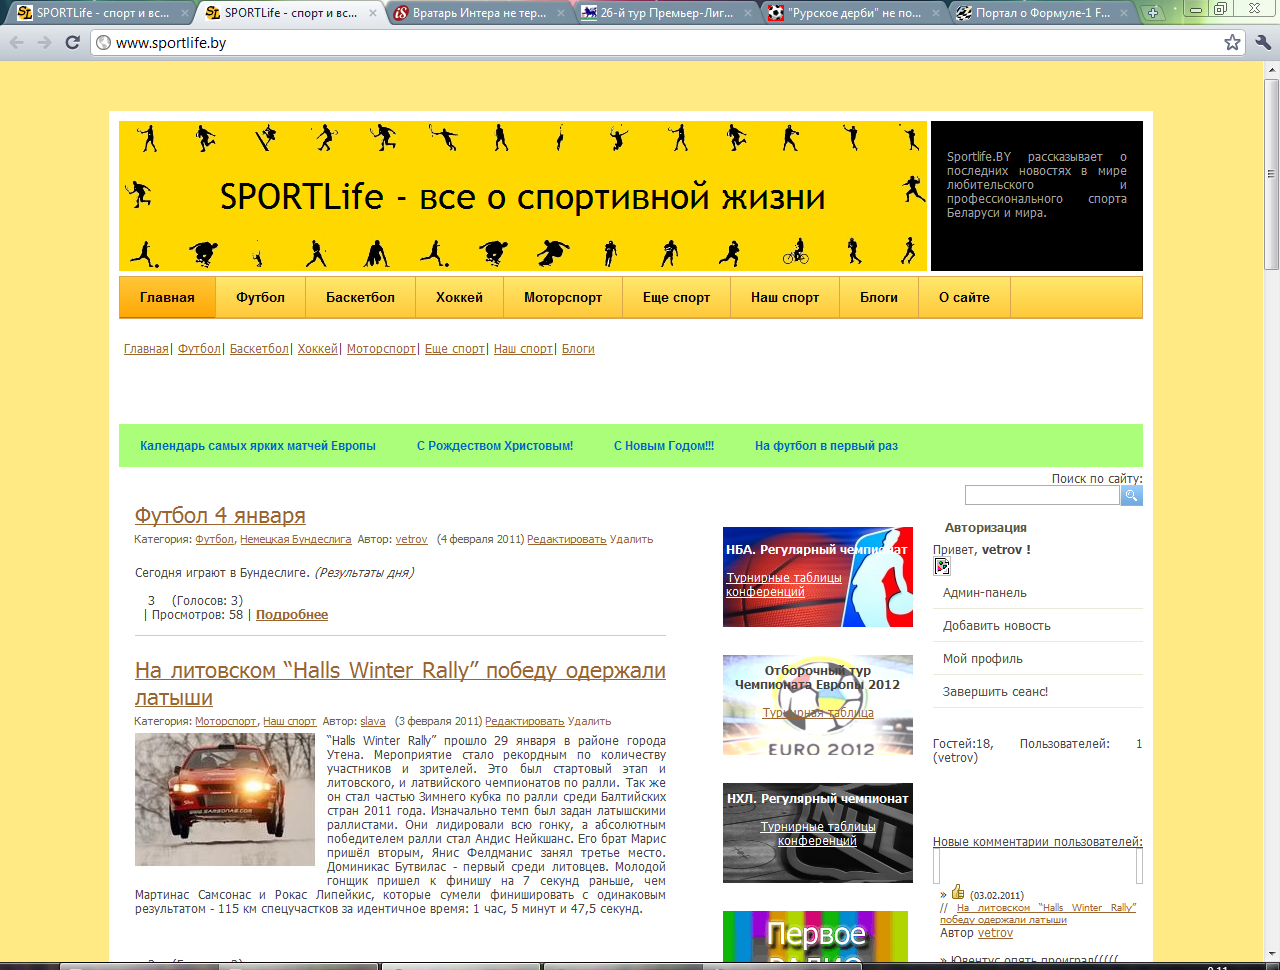 SPORTLife - спорт и вс...
SPORTLife - спорт и вс...
Вратарь Интера не тер...
26-й тур Премьер-Лиг...
"Рурское дерби" не по...
Портал о Формуле-1 F...
www.sportlife.by
SPORTLife - все о спортивной жизни
Sportlife.BY рассказывает о
последних новостях в мире
любительского и
профессионального спорта
Беларуси и мира.
Главная Футбол Баскетбол Хоккей Моторспорт Еще спорт Наш спорт Блоги О сайте
Главная| Футбол| Баскетбол| Хоккей| Моторспорт| Еще спорт| Наш спорт| Блоги
Календарь самых ярких матчей Европы С Рождеством Христовым! С Новым Годом!!! На футбол в первый раз
Футбол 4 января
Категория: Футбол, Немецкая Бундеслига Автор: vetrov (4 февраля 2011) Редактировать Удалить
Сегодня играют в Бундеслиге. (Результаты дня)
3 (Голосов: 3)
| Просмотров: 58 | Подробнее
На литовском “Halls Winter Rally” победу одержали
латыши
Категория: Моторспорт, Наш спорт Автор: slava (3 февраля 2011) Редактировать Удалить
“Halls Winter Rally” прошло 29 января в районе города
Утена. Мероприятие стало рекордным по количеству
участников и зрителей. Это был стартовый этап и
литовского, и латвийского чемпионатов по ралли. Так же
он стал частью Зимнего кубка по ралли среди Балтийских
стран 2011 года. Изначально темп был задан латышскими
раллистами. Они лидировали всю гонку, а абсолютным
победителем ралли стал Андис Нейкшанс. Его брат Марис
пришёл вторым, Янис Фелдманис занял третье место.
Доминикас Бутвилас - первый среди литовцев. Молодой
гонщик пришел к финишу на 7 секунд раньше, чем
Мартинас Самсонас и Рокас Липейкис, которые сумели финишировать с одинаковым
результатом - 115 км спецучастков за идентичное время: 1 час, 5 минут и 47,5 секунд.
НБА. Регулярный чемпионат
Турнирные таблицы
конференций
Отборочный тур
Чемпионата Европы 2012
Турнирная таблица
EURO 2012
НХЛ. Регулярный чемпионат
Турнирные таблицы
конференций
Первое
РАДИО
Поиск по сайту:
Авторизация
Привет, vetrov !
Админ-панель
Добавить новость
Мой профиль
Завершить сеанс!
Гостей:18, Пользователей: 1
(vetrov)
Новые комментарии пользователей:
» (03.02.2011)
// На литовском “Halls Winter Rally”
победу одержали латыши
Автор vetrov
» Ювентус опять проиграл(((((